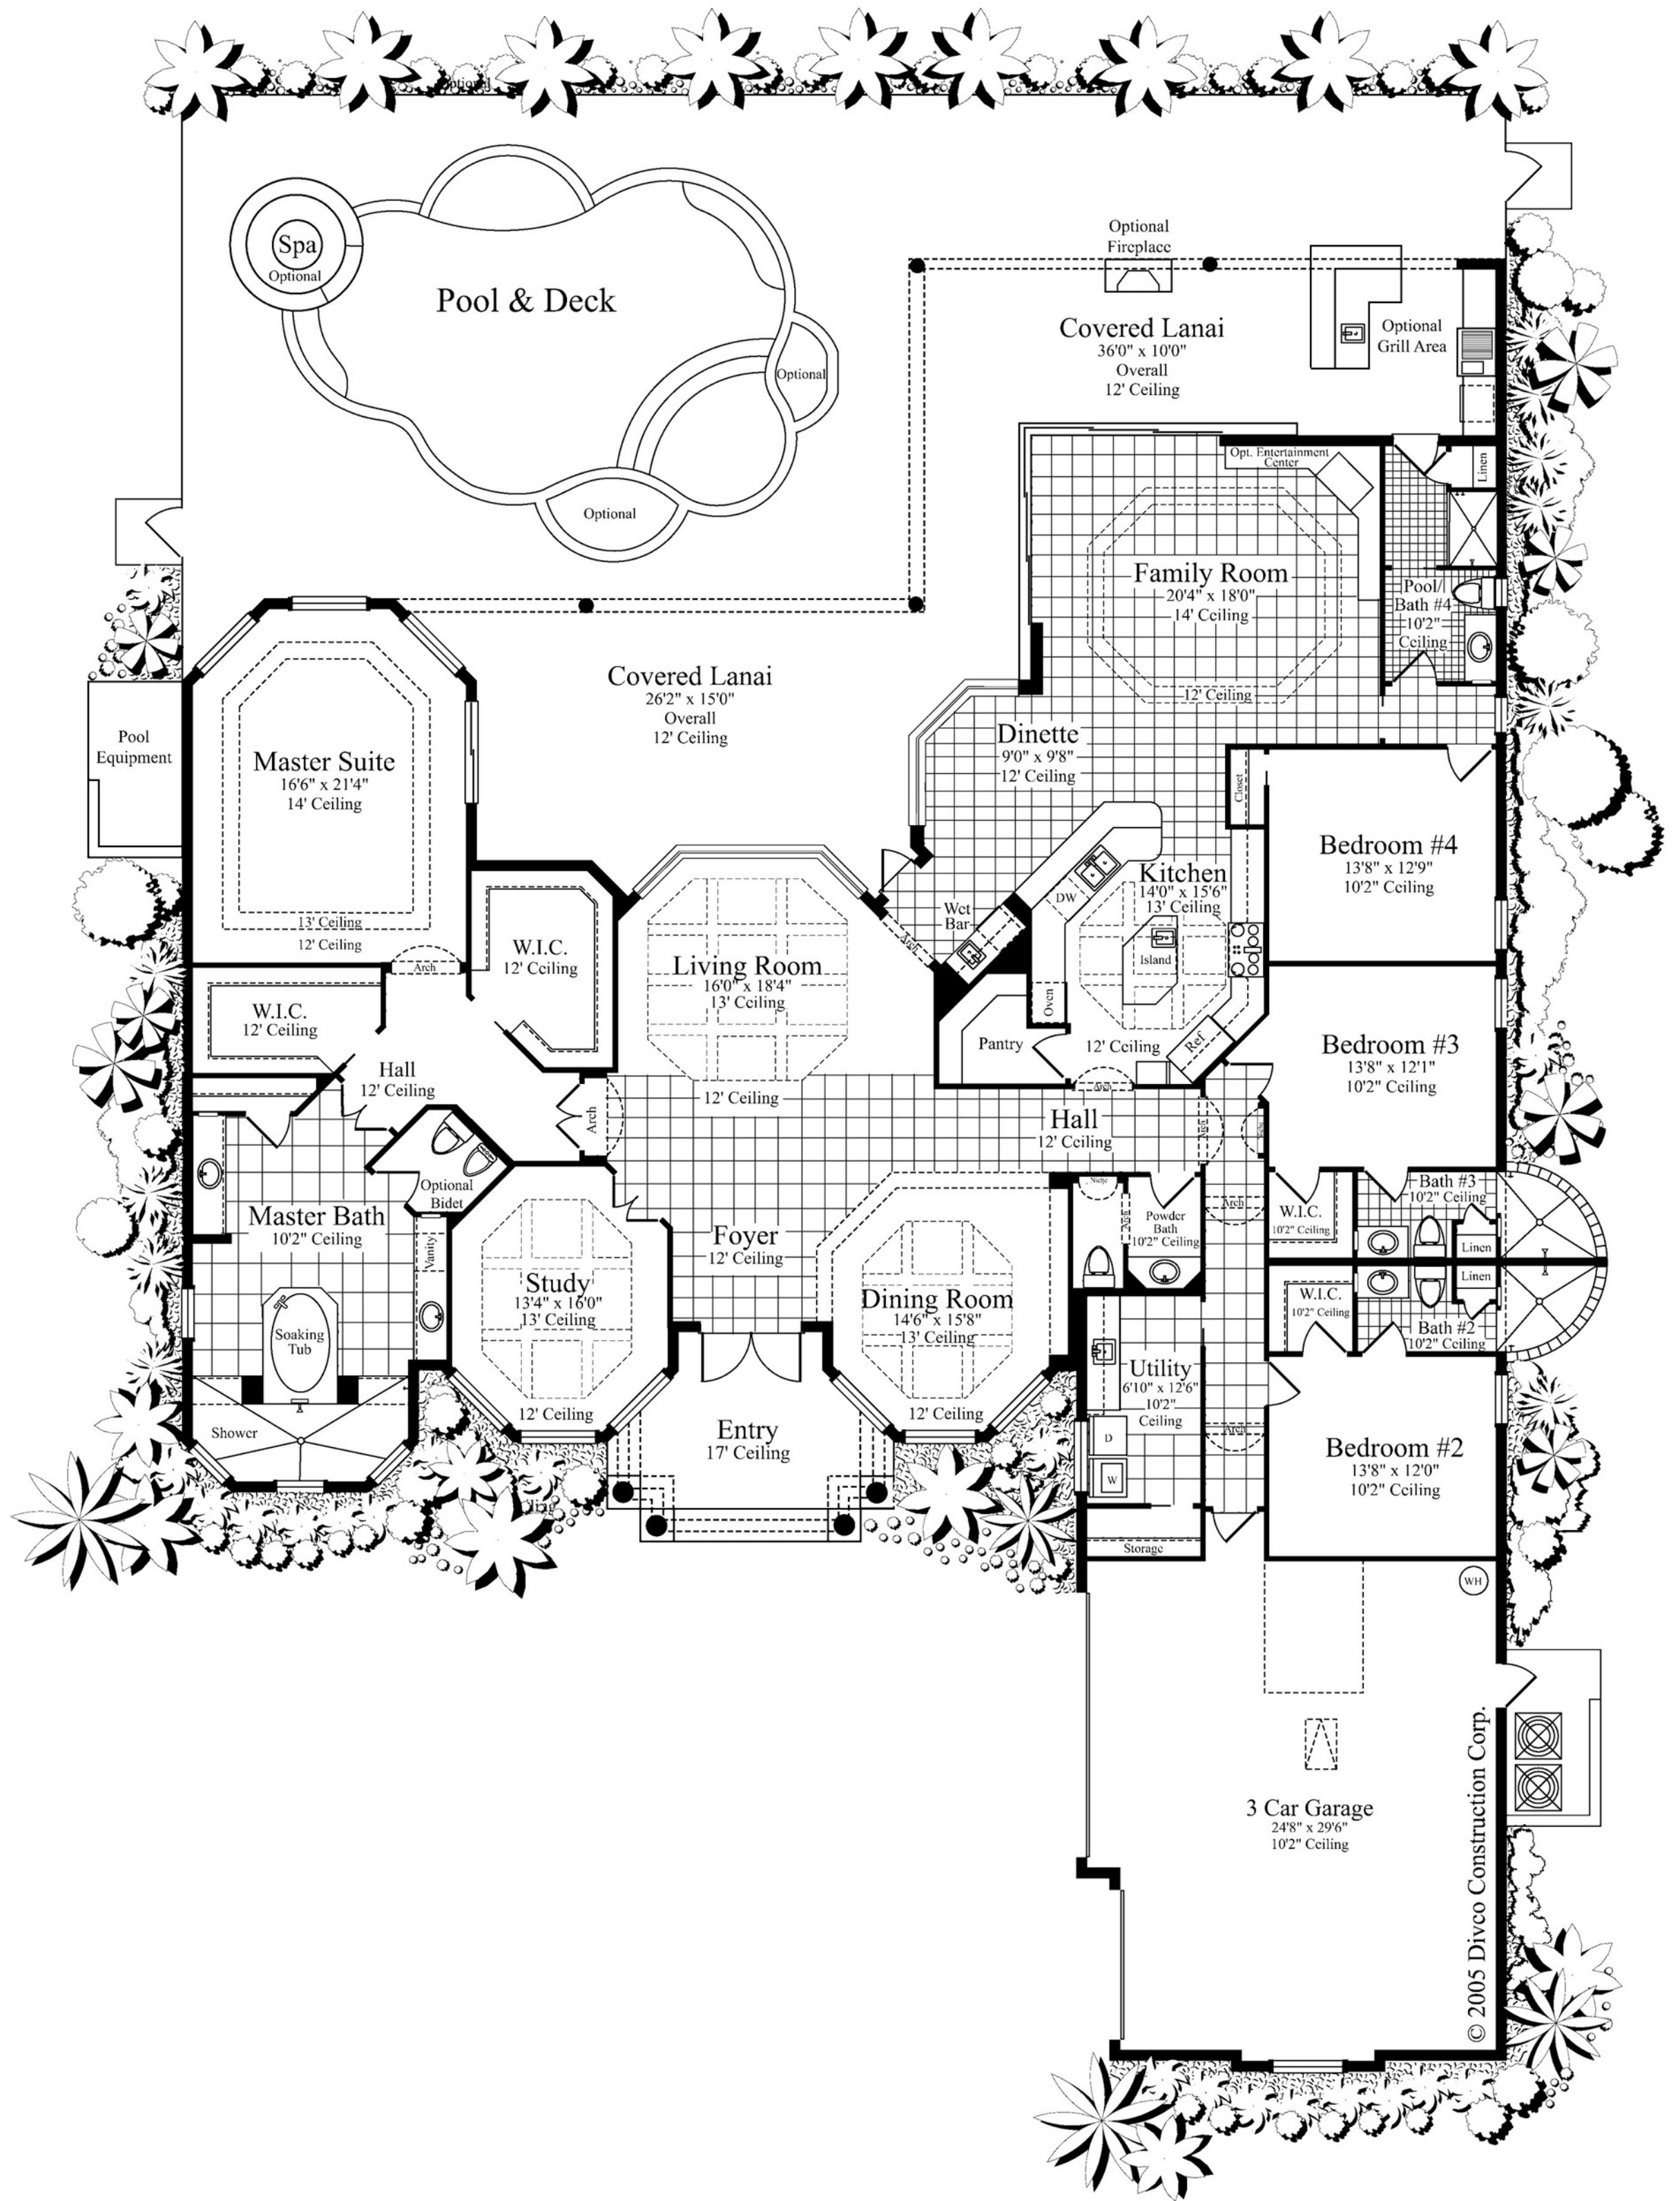 Optional
Spa
Optional
Pool & Deck
Optional
Optional
Optional
Fireplace
Covered Lanai
36'0" x 10'0"
Overall
12' Ceiling
Optional
Grill Area
Opt. Entertainment
Center
Linen
Family Room
20'4" x 18'0"
14' Ceiling
12' Ceiling
Pool/
Bath #4
10'2"
Ceiling
Covered Lanai
26'2" x 15'0"
Overall
12' Ceiling
Pool
Equipment
Master Suite
16'6" x 21'4"
14' Ceiling
13' Ceiling
12' Ceiling
Arch
Dinette
9'0" x 9'8"
12' Ceiling
Closet
Bedroom #4
13'8" x 12'9"
10'2" Ceiling
Kitchen
14'0" x 15'6"
13' Ceiling
DW
Wet
Bar
Arch
Island
Oven
Ref.
Pantry
12' Ceiling
Arch
W.I.C.
12' Ceiling
W.I.C.
12' Ceiling
Living Room
16'0" x 18'4"
13' Ceiling
12' Ceiling
Hall
12' Ceiling
Arch
Hall
12' Ceiling
Arch
Bedroom #3
13'8" x 12'1"
10'2" Ceiling
Optional
Bidet
Master Bath
10'2" Ceiling
Vanity
Soaking
Tub
Shower
Study
13'4" x 16'0"
13' Ceiling
12' Ceiling
Foyer
12' Ceiling
Dining Room
14'6" x 15'8"
13' Ceiling
12' Ceiling
Entry
17' Ceiling
Niche
Arch
Powder
Bath
10'2" Ceiling
Arch
W.I.C.
10'2" Ceiling
Bath #3
10'2" Ceiling
Linen
Linen
W.I.C.
10'2" Ceiling
Bath #2
10'2" Ceiling
Utility
6'10" x 12'6"
10'2"
Ceiling
D
W
Arch
Storage
Bedroom #2
13'8" x 12'0"
10'2" Ceiling
WH
3 Car Garage
24'8" x 29'6"
10'2" Ceiling
© 2005 Divco Construction Corp.